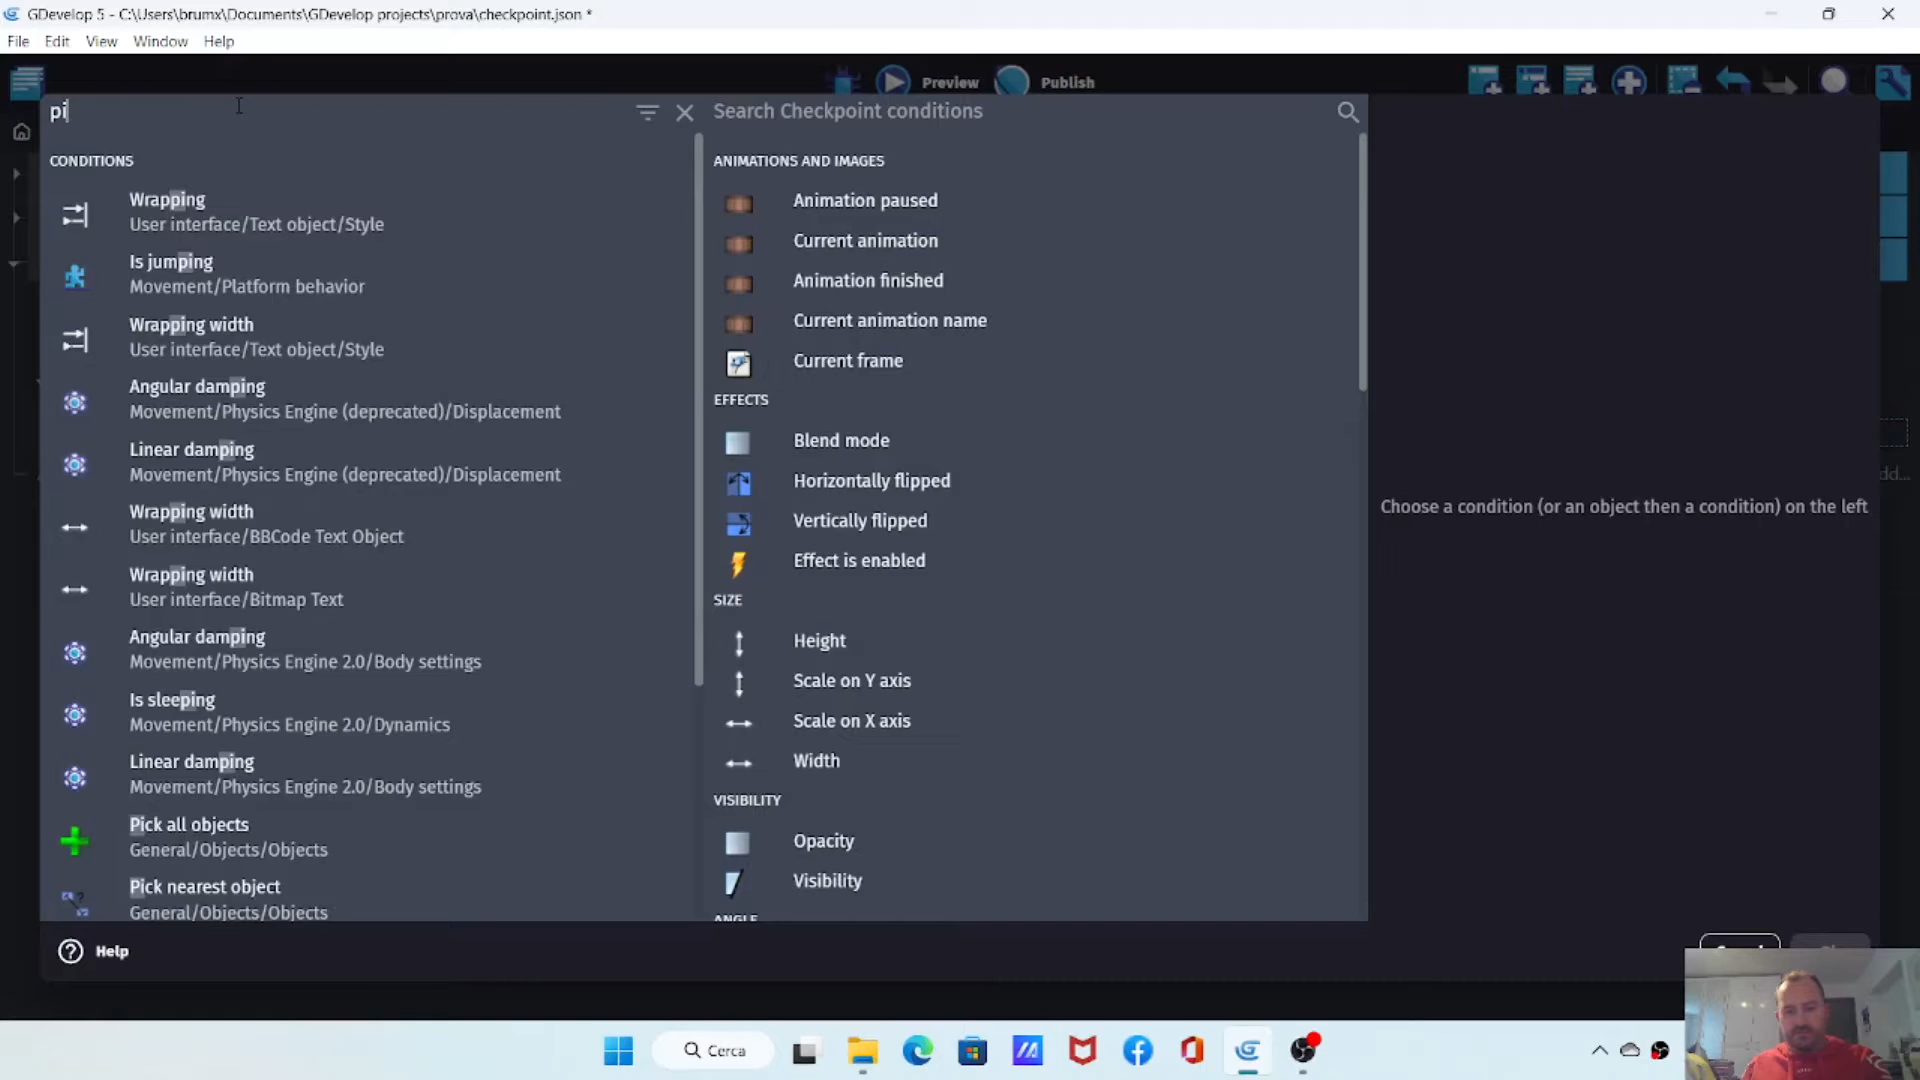 GDevelop 5 - C:\Users\brumx\Documents\GDevelop projects\prova\checkpoint.json *
File Edit View Window Help
Preview Publish
pi
Search Checkpoint conditions
CONDITIONS
Wrapping
User interface/Text object/Style
Is jumping
Movement/Platform behavior
Wrapping width
User interface/Text object/Style
Angular damping
Movement/Physics Engine (deprecated)/Displacement
Linear damping
Movement/Physics Engine (deprecated)/Displacement
Wrapping width
User interface/BBCode Text Object
Wrapping width
User interface/Bitmap Text
Angular damping
Movement/Physics Engine 2.0/Body settings
Is sleeping
Movement/Physics Engine 2.0/Dynamics
Linear damping
Movement/Physics Engine 2.0/Body settings
Pick all objects
General/Objects/Objects
Pick nearest object
General/Objects/Objects
ANIMATIONS AND IMAGES
Animation paused
Current animation
Animation finished
Current animation name
Current frame
EFFECTS
Blend mode
Horizontally flipped
Vertically flipped
Effect is enabled
SIZE
Height
Scale on Y axis
Scale on X axis
Width
VISIBILITY
Opacity
Visibility
ANGLE
Choose a condition (or an object then a condition) on the left
Help
Cerca